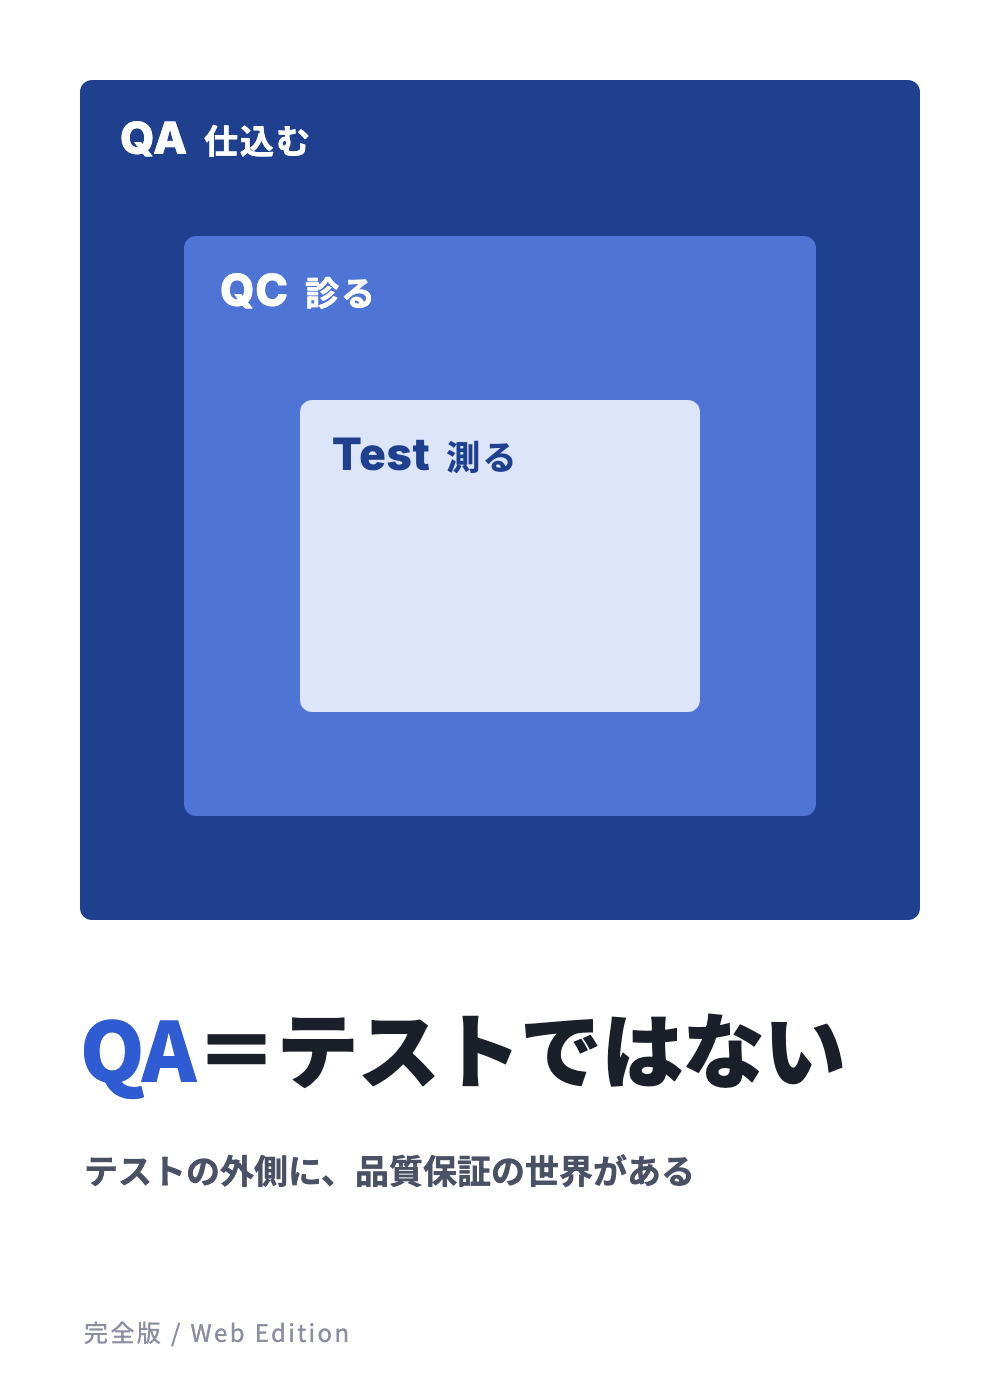 QA 仕込む
QC 診る
Test 測る
QA＝テストではない
テストの外側に、品質保証の世界がある
完全版 / Web Edition